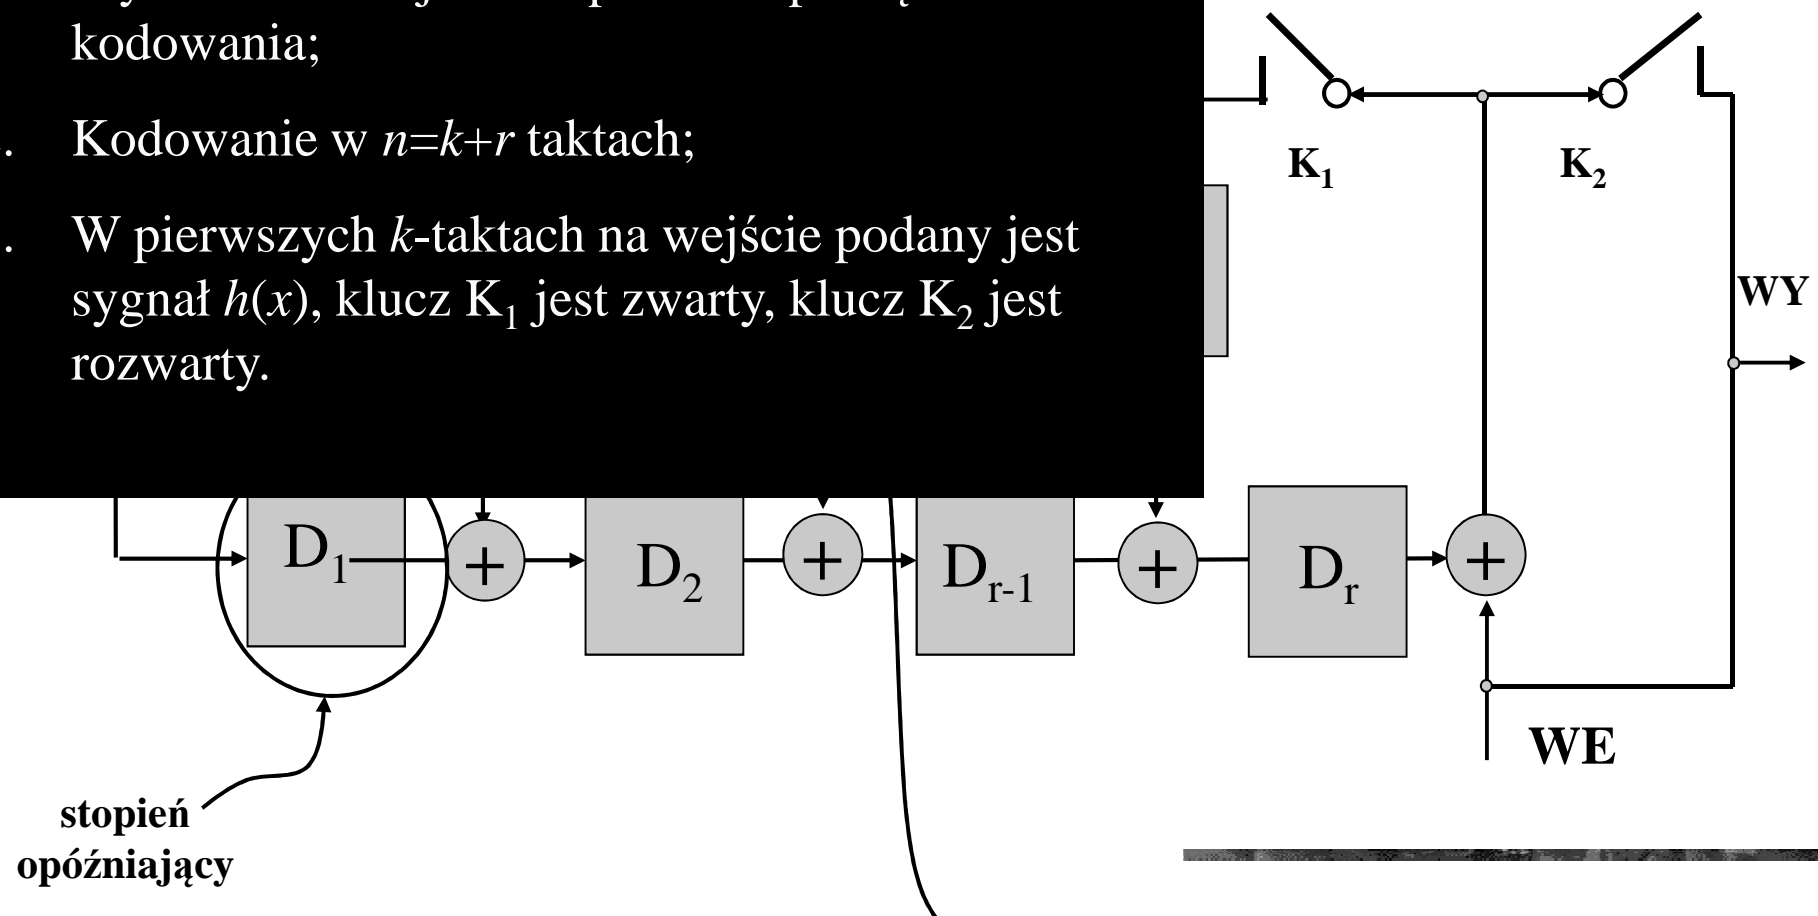 kodowania;
. Kodowanie w n=k+r taktach;
. W pierwszych k-taktach na wejście podany jest
sygnał h(x), klucz K1 jest zwarty, klucz K2 jest
rozwarty.
K1
K2
WY
D1
+
D2
+
Dr-1
+
Dr
+
WE
stopień
opóźniający